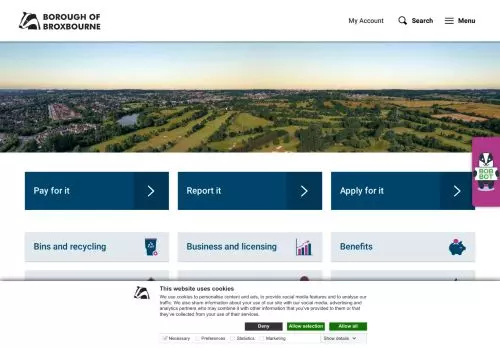 BOROUGH OF
BROXBOURNE
My Account
Search
Menu
BOB
BOT
Pay for it
Report it
Apply for it
Bins and recycling
Business and licensing
Benefits
This website uses cookies
We use cookies to personalise content and ads, to provide social media features and to analyse our
traffic. We also share information about your use of our site with our social media, advertising and
analytics partners who may combine it with other information that you've provided to them or that
they've collected from your use of their services.
Deny
Allow selection
Allow all
Necessary
Preferences
Statistics
Marketing
Show details